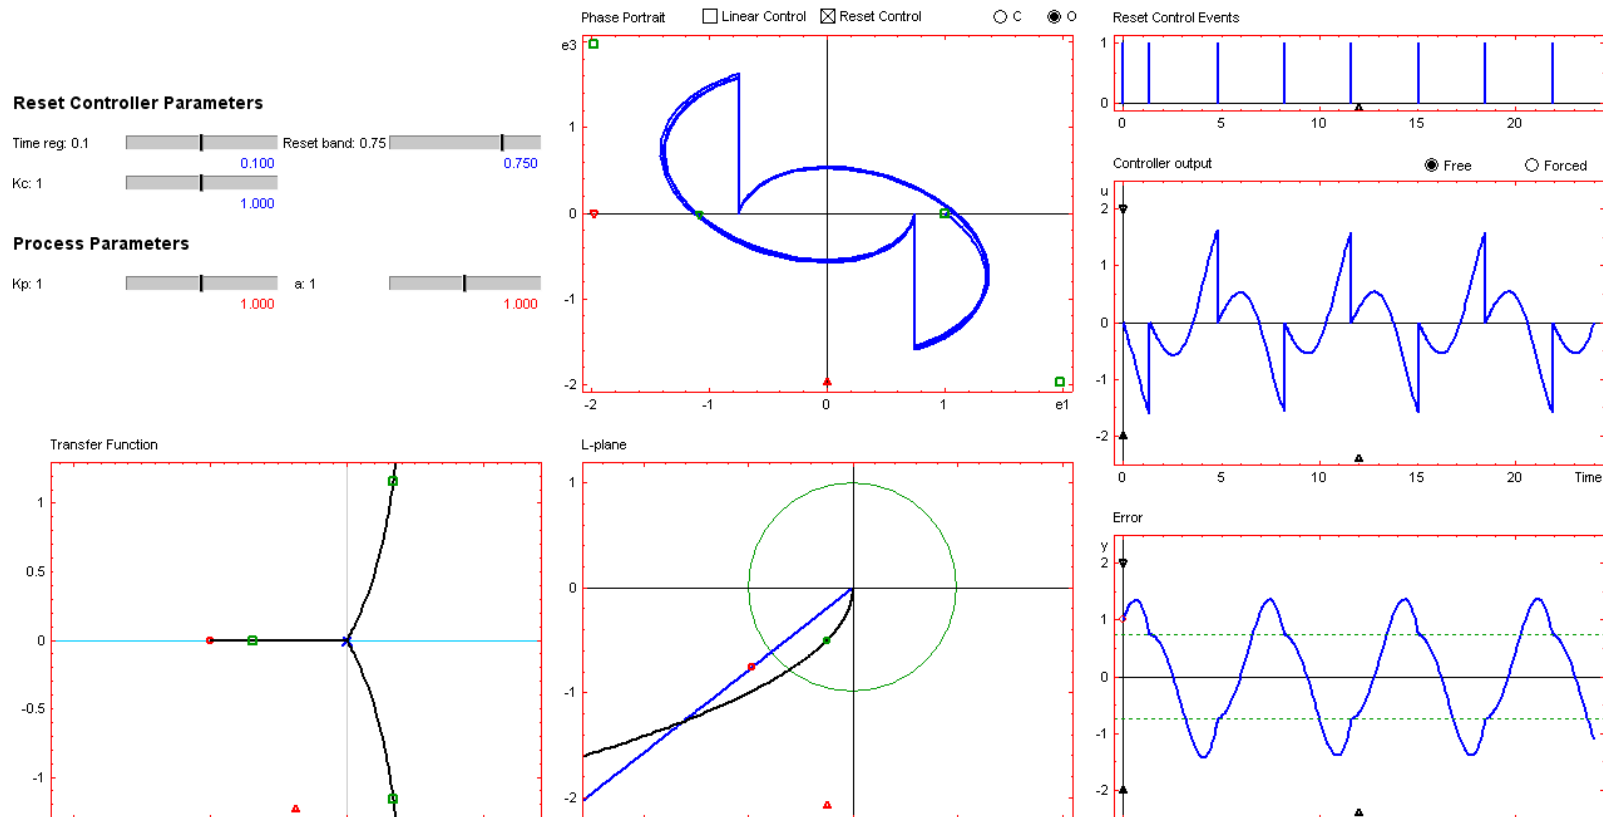 Phase Portrait Linear Control Reset Control C O
Reset Control Events
e3
1
0
-1
-2
-2 -1 0 1 e1
1
0
0 5 10 15 20
Reset Controller Parameters
Time reg: 0.1 Reset band: 0.75
0.100 0.750
Kc: 1
1.000
Process Parameters
Kp: 1 a: 1
1.000 1.000
Controller output Free Forced
u
2
1
0
-1
-2
0 5 10 15 20 Time
Transfer Function
1
0.5
0
-0.5
-1
L-plane
1
0
-1
-2
Error
y
2
1
0
-1
-2